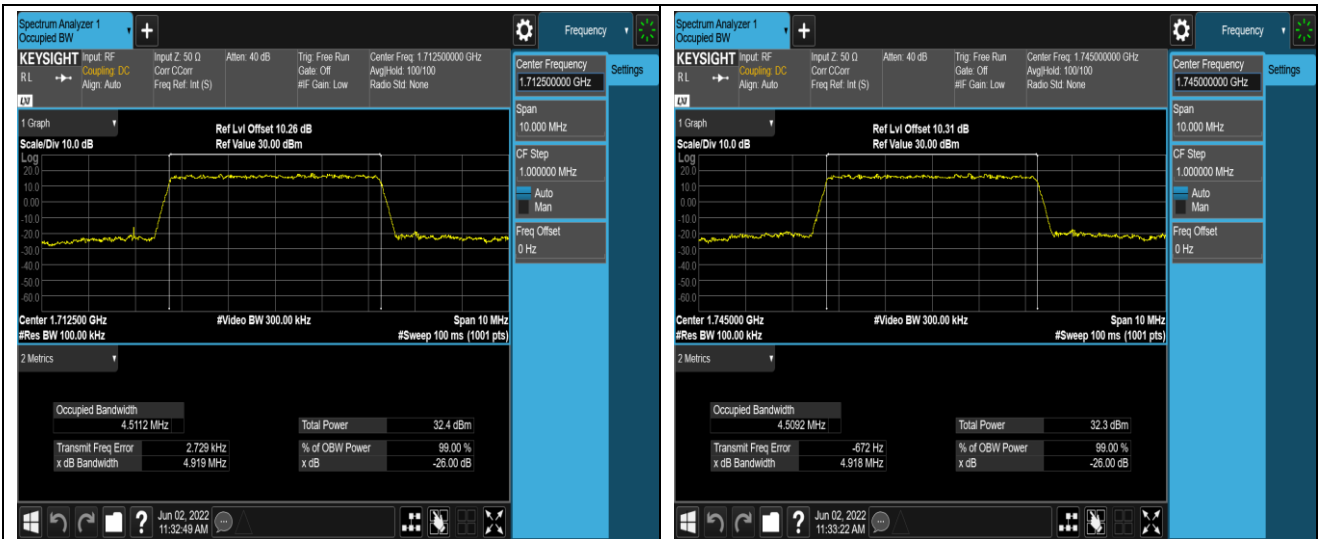 Spectrum Analyzer 1
Occupied BW
+
Frequency
KEYSIGHT
Input: RF
Coupling: DC
Align: Auto
Input Z: 50 Ω
Corr CCorr
Freq Ref: Int (S)
Atten: 40 dB
Trig: Free Run
Gate: Off
#IF Gain: Low
Center Freq: 1.712500000 GHz
Avg|Hold: 100/100
Radio Std: None
RL
LXI
Center Frequency
1.712500000 GHz
Settings
Span
10.000 MHz
CF Step
1.000000 MHz
Auto
Man
Freq Offset
0 Hz
1 Graph
Ref Lvl Offset 10.26 dB
Scale/Div 10.0 dB
Ref Value 30.00 dBm
Log
20.0
10.0
0.00
-10.0
-20.0
-30.0
-40.0
-50.0
-60.0
Center 1.712500 GHz
#Video BW 300.00 kHz
Span 10 MHz
#Res BW 100.00 kHz
#Sweep 100 ms (1001 pts)
2 Metrics
Occupied Bandwidth
4.5112 MHz
Total Power 32.4 dBm
Transmit Freq Error 2.729 kHz
% of OBW Power 99.00 %
x dB Bandwidth 4.919 MHz
x dB -26.00 dB
?
Jun 02, 2022
11:32:49 AM
Spectrum Analyzer 1
Occupied BW
+
Frequency
KEYSIGHT
Input: RF
Coupling: DC
Align: Auto
Input Z: 50 Ω
Corr CCorr
Freq Ref: Int (S)
Atten: 40 dB
Trig: Free Run
Gate: Off
#IF Gain: Low
Center Freq: 1.745000000 GHz
Avg|Hold: 100/100
Radio Std: None
RL
LXI
Center Frequency
1.745000000 GHz
Settings
Span
10.000 MHz
CF Step
1.000000 MHz
Auto
Man
Freq Offset
0 Hz
1 Graph
Ref Lvl Offset 10.31 dB
Scale/Div 10.0 dB
Ref Value 30.00 dBm
Log
20.0
10.0
0.00
-10.0
-20.0
-30.0
-40.0
-50.0
-60.0
Center 1.745000 GHz
#Video BW 300.00 kHz
Span 10 MHz
#Res BW 100.00 kHz
#Sweep 100 ms (1001 pts)
2 Metrics
Occupied Bandwidth
4.5092 MHz
Total Power 32.3 dBm
Transmit Freq Error -672 Hz
% of OBW Power 99.00 %
x dB Bandwidth 4.918 MHz
x dB -26.00 dB
?
Jun 02, 2022
11:33:22 AM